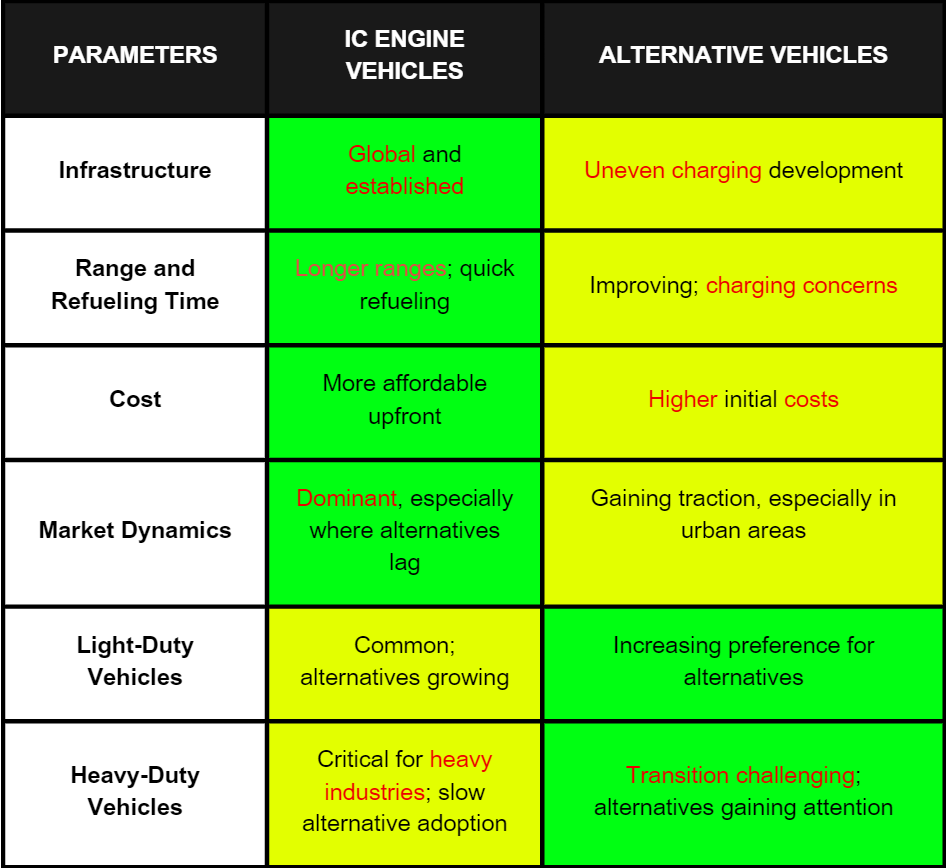 PARAMETERS
IC ENGINE
VEHICLES
ALTERNATIVE VEHICLES
Infrastructure
Global and
established
Uneven charging development
Range and
Refueling Time
Longer ranges; quick
refueling
Improving; charging concerns
Cost
More affordable
upfront
Higher initial costs
Market Dynamics
Dominant, especially
where alternatives
lag
Gaining traction, especially in
urban areas
Light-Duty
Vehicles
Common;
alternatives growing
Increasing preference for
alternatives
Heavy-Duty
Vehicles
Critical for heavy
industries; slow
alternative adoption
Transition challenging;
alternatives gaining attention